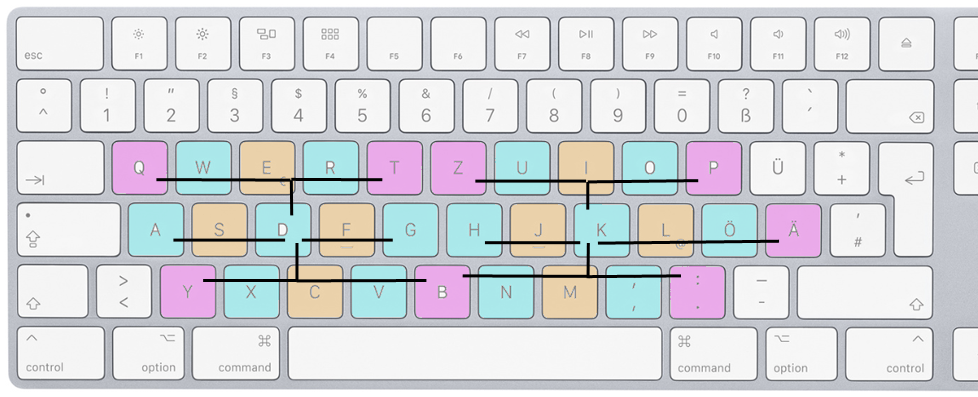 esc F1 F2 F3 F4 F5 F6 F7 F8 F9 F10 F11 F12
° ! " § $ % & / ( ) = ? `
^ 1 2 3 4 5 6 7 8 9 0 ß ´
Q W E R T Z U I O P Ü * +
A S D F G H J K L @ Ö Ä ' #
> < Y X C V B N M ; , : . _ -
control option command command option control